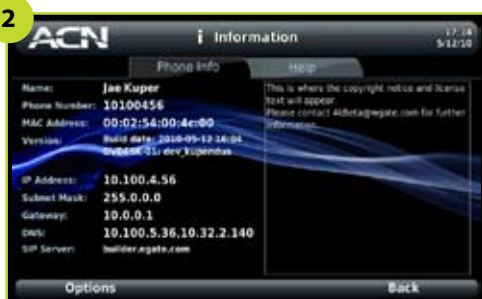 2
ACN
i Information
17:34
5/12/10
Phone Info
Help
Name: Jae Kuper
Phone Number: 10100456
MAC Address: 00:02:54:00:4c:00
Version: Build date: 2010-05-12 16:04
dev_kupendus
IP Address: 10.100.4.56
Subnet Mask: 255.0.0.0
Gateway: 10.0.0.1
DNS: 10.100.5.36,10.32.2.140
SIP Server: builder.egate.com
This is where the copyright notice and license
text will appear.
Please contact @wgate.com for further
information.
Options
Back